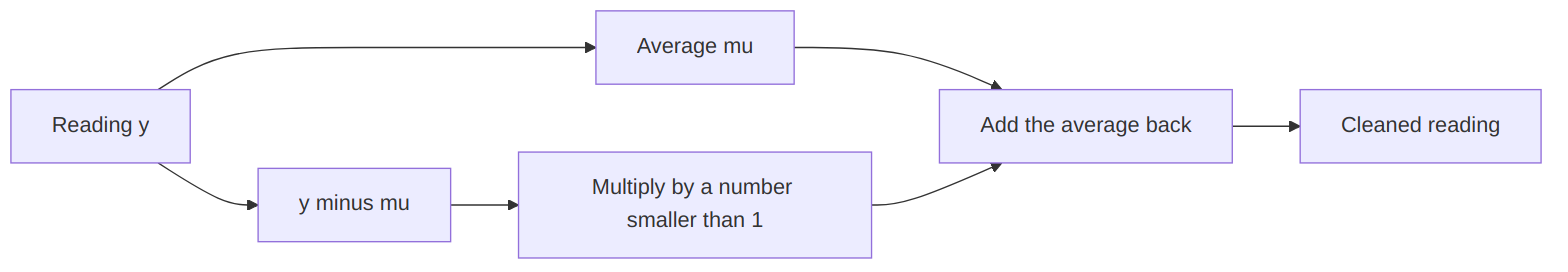 Reading y
Average mu
y minus mu
Multiply by a number
smaller than 1
Add the average back
Cleaned reading